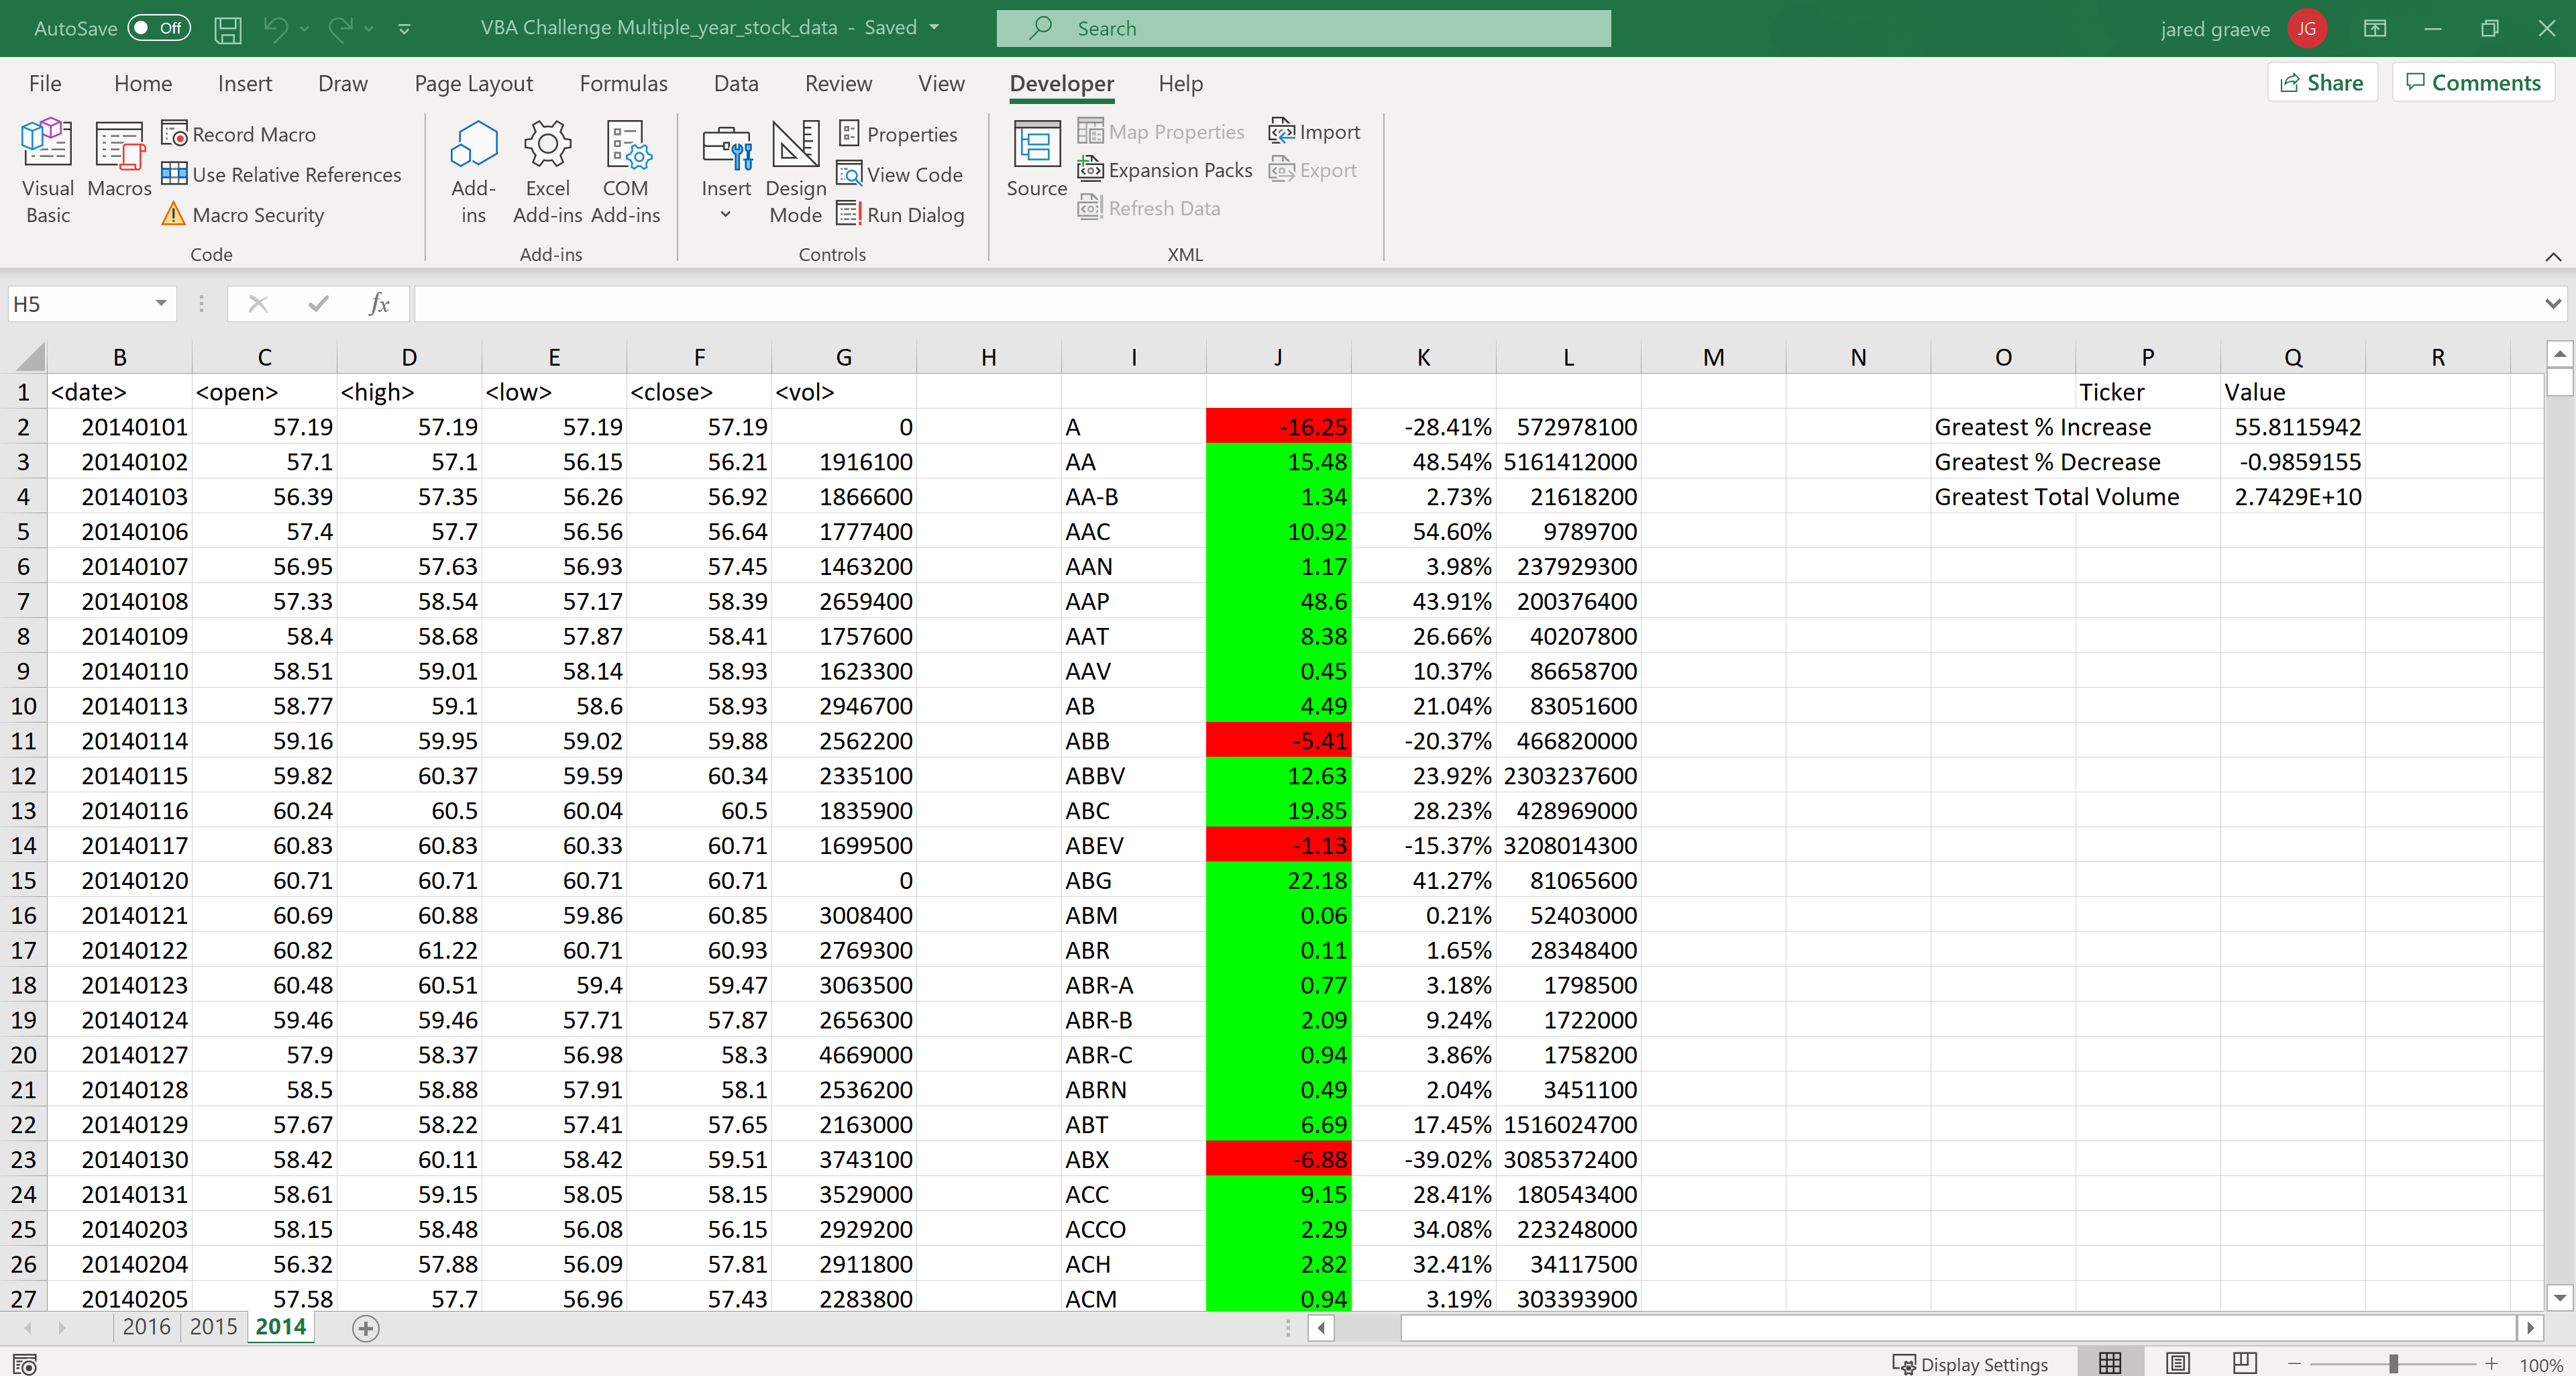 AutoSave Off VBA Challenge Multiple_year_stock_data - Saved Search jared graeve JG
File Home Insert Draw Page Layout Formulas Data Review View Developer Help Share Comments
Visual Basic
Macros
Record Macro
Use Relative References
Macro Security
Code
Add-ins
Excel Add-ins
COM Add-ins
Add-ins
Insert
Design Mode
Properties
View Code
Run Dialog
Controls
Source
Map Properties
Expansion Packs
Refresh Data
Import
Export
XML
H5 fx
B C D E F G H I J K L M N O P Q R
1 <date> <open> <high> <low> <close> <vol> Ticker Value
2 20140101 57.19 57.19 57.19 57.19 0 A -16.25 -28.41% 572978100 Greatest % Increase 55.8115942
3 20140102 57.1 57.1 56.15 56.21 1916100 AA 15.48 48.54% 5161412000 Greatest % Decrease -0.9859155
4 20140103 56.39 57.35 56.26 56.92 1866600 AA-B 1.34 2.73% 21618200 Greatest Total Volume 2.7429E+10
5 20140106 57.4 57.7 56.56 56.64 1777400 AAC 10.92 54.60% 9789700
6 20140107 56.95 57.63 56.93 57.45 1463200 AAN 1.17 3.98% 237929300
7 20140108 57.33 58.54 57.17 58.39 2659400 AAP 48.6 43.91% 200376400
8 20140109 58.4 58.68 57.87 58.41 1757600 AAT 8.38 26.66% 40207800
9 20140110 58.51 59.01 58.14 58.93 1623300 AAV 0.45 10.37% 86658700
10 20140113 58.77 59.1 58.6 58.93 2946700 AB 4.49 21.04% 83051600
11 20140114 59.16 59.95 59.02 59.88 2562200 ABB -5.41 -20.37% 466820000
12 20140115 59.82 60.37 59.59 60.34 2335100 ABBV 12.63 23.92% 2303237600
13 20140116 60.24 60.5 60.04 60.5 1835900 ABC 19.85 28.23% 428969000
14 20140117 60.83 60.83 60.33 60.71 1699500 ABEV -1.13 -15.37% 3208014300
15 20140120 60.71 60.71 60.71 60.71 0 ABG 22.18 41.27% 81065600
16 20140121 60.69 60.88 59.86 60.85 3008400 ABM 0.06 0.21% 52403000
17 20140122 60.82 61.22 60.71 60.93 2769300 ABR 0.11 1.65% 28348400
18 20140123 60.48 60.51 59.4 59.47 3063500 ABR-A 0.77 3.18% 1798500
19 20140124 59.46 59.46 57.71 57.87 2656300 ABR-B 2.09 9.24% 1722000
20 20140127 57.9 58.37 56.98 58.3 4669000 ABR-C 0.94 3.86% 1758200
21 20140128 58.5 58.88 57.91 58.1 2536200 ABRN 0.49 2.04% 3451100
22 20140129 57.67 58.22 57.41 57.65 2163000 ABT 6.69 17.45% 1516024700
23 20140130 58.42 60.11 58.42 59.51 3743100 ABX -6.88 -39.02% 3085372400
24 20140131 58.61 59.15 58.05 58.15 3529000 ACC 9.15 28.41% 180543400
25 20140203 58.15 58.48 56.08 56.15 2929200 ACCO 2.29 34.08% 223248000
26 20140204 56.32 57.88 56.09 57.81 2911800 ACH 2.82 32.41% 34117500
27 20140205 57.58 57.7 56.96 57.43 2283800 ACM 0.94 3.19% 303393900
2016 2015 2014
Display Settings 100%